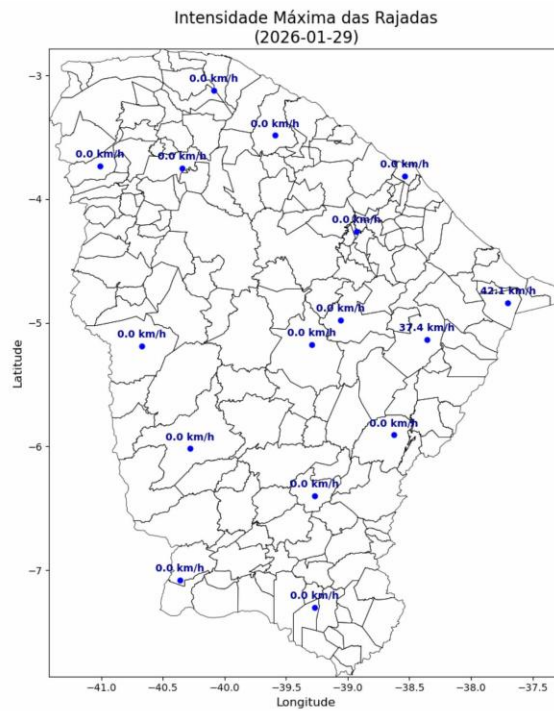 Intensidade Máxima das Rajadas
(2026-01-29)
−3
0.0 km/h
0.0 km/h
0.0 km/h
0.0 km/h
0.0 km/h
−4
0.0 km/h
42.1 km/h
0.0 km/h
37.4 km/h
−5
0.0 km/h
0.0 km/h
Latitude
0.0 km/h
0.0 km/h
−6
0.0 km/h
−7
0.0 km/h
0.0 km/h
−41.0 −40.5 −40.0 −39.5 −39.0 −38.5 −38.0 −37.5
Longitude